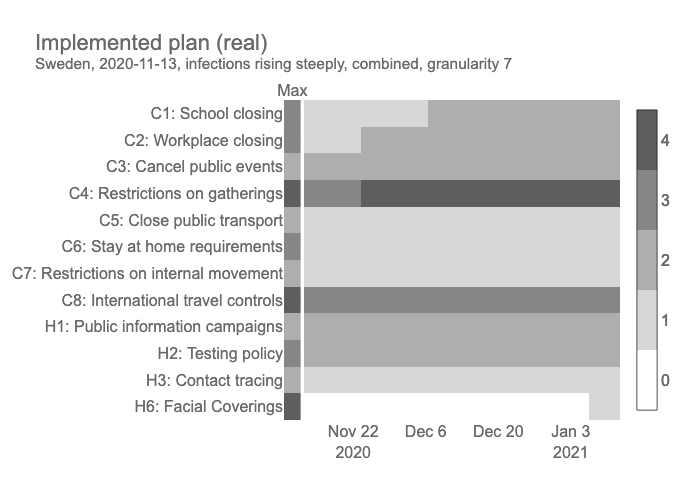 Implemented plan (real)
Sweden, 2020-11-13, infections rising steeply, combined, granularity 7
Max
C1: School closing
C2: Workplace closing
C3: Cancel public events
C4: Restrictions on gatherings
C5: Close public transport
C6: Stay at home requirements
C7: Restrictions on internal movement
C8: International travel controls
H1: Public information campaigns
H2: Testing policy
H3: Contact tracing
H6: Facial Coverings
4
3
2
1
0
Nov 22 Dec 6 Dec 20 Jan 3
2020 2021